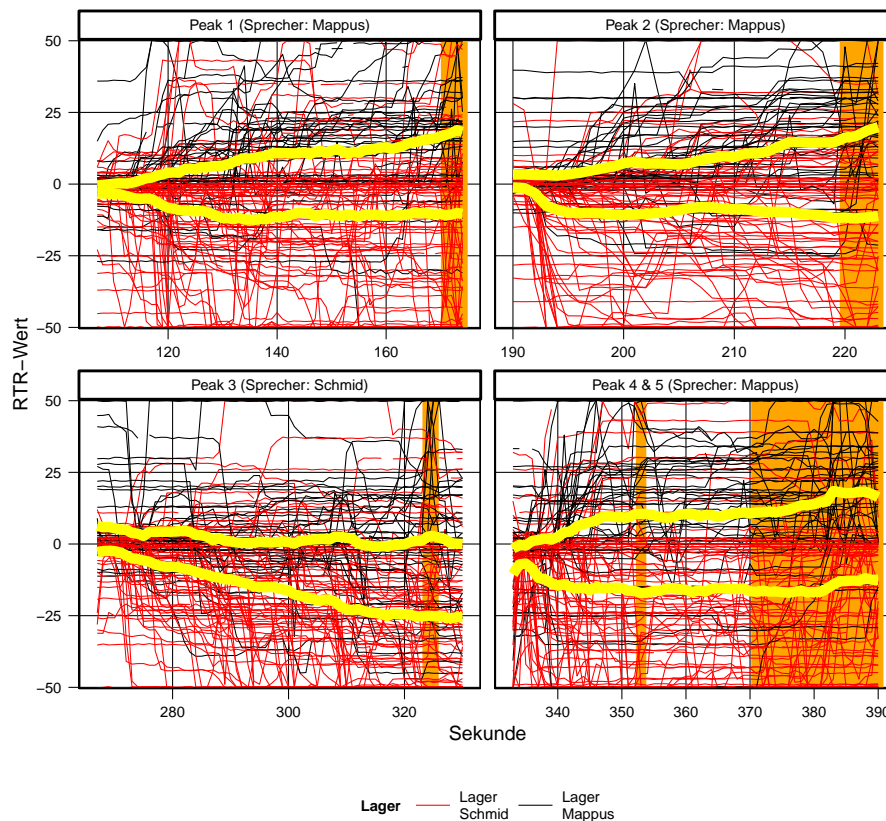 Peak 1 (Sprecher: Mappus)
Peak 2 (Sprecher: Mappus)
50
25
0
−25
−50
120
140
160
190
200
210
220
Peak 3 (Sprecher: Schmid)
Peak 4 & 5 (Sprecher: Mappus)
50
25
0
−25
−50
280
300
320
340
350
360
370
380
390
RTR−Wert
Sekunde
Lager
Lager
Schmid
Lager
Mappus